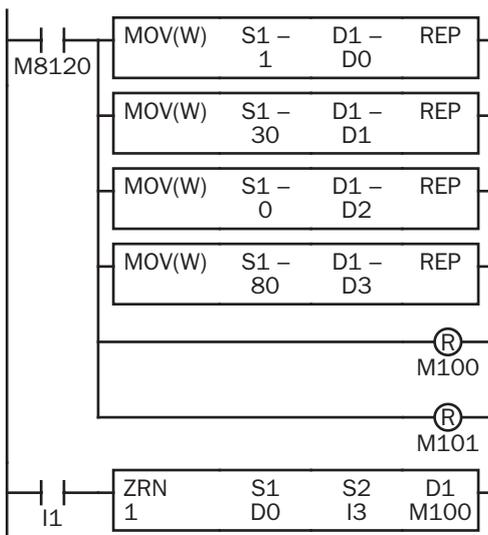 MOV(W) S1 – D1 – REP
1 D0
M8120
MOV(W) S1 – D1 – REP
30 D1
MOV(W) S1 – D1 – REP
0 D2
MOV(W) S1 – D1 – REP
80 D3
R
M100
R
M101
ZRN S1 S2 D1
1 D0 I3 M100
I1